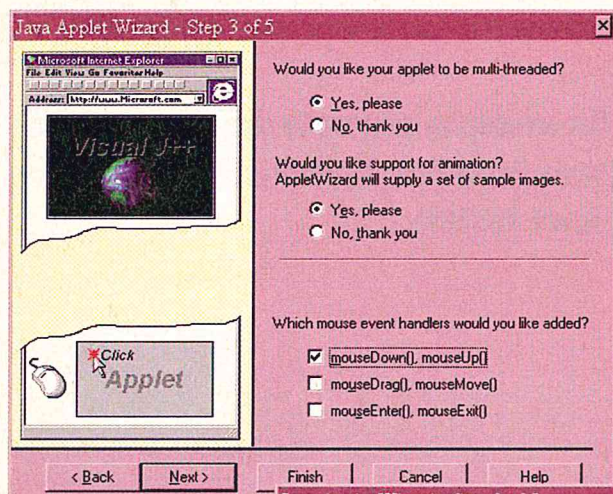 Java Applet Wizard - Step 3 of 5
Microsoft Internet Explorer
File Edit View Go Favorites Help
Address: http://www.Microsoft.com
Visual J++
Click
Applet
Would you like your applet to be multi-threaded?
Yes, please
No, thank you
Would you like support for animation?
AppletWizard will supply a set of sample images.
Yes, please
No, thank you
Which mouse event handlers would you like added?
mouseDown(), mouseUp()
mouseDrag(), mouseMove()
mouseEnter(), mouseExit()
< Back
Next >
Finish
Cancel
Help